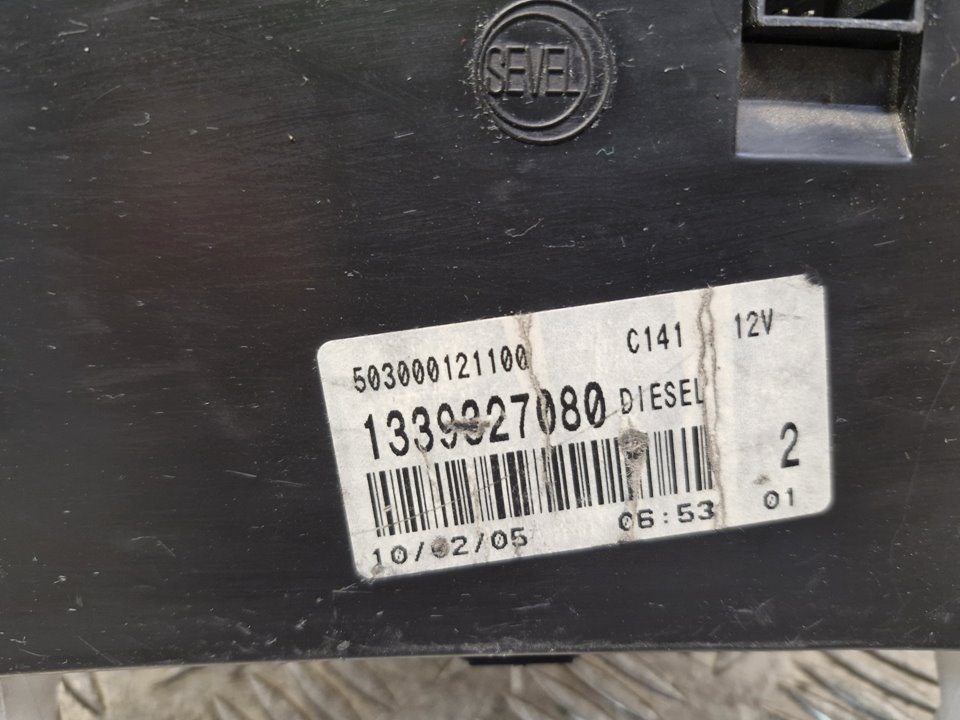 SEVEL
503000121100 C141 12V
1339327080 DIESEL
2
10/02/05 06:53 01